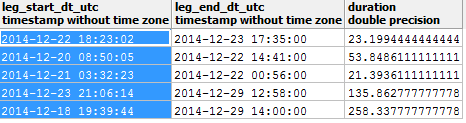 leg_start_dt_utc leg_end_dt_utc duration
timestamp without time zone timestamp without time zone double precision
2014-12-22 18:23:02 2014-12-23 17:35:00 23.1994444444444
2014-12-20 08:50:05 2014-12-22 14:41:00 53.8486111111111
2014-12-21 03:32:23 2014-12-22 00:56:00 21.3936111111111
2014-12-23 21:06:14 2014-12-29 12:58:00 135.862777777778
2014-12-18 19:39:44 2014-12-29 14:00:00 258.337777777778